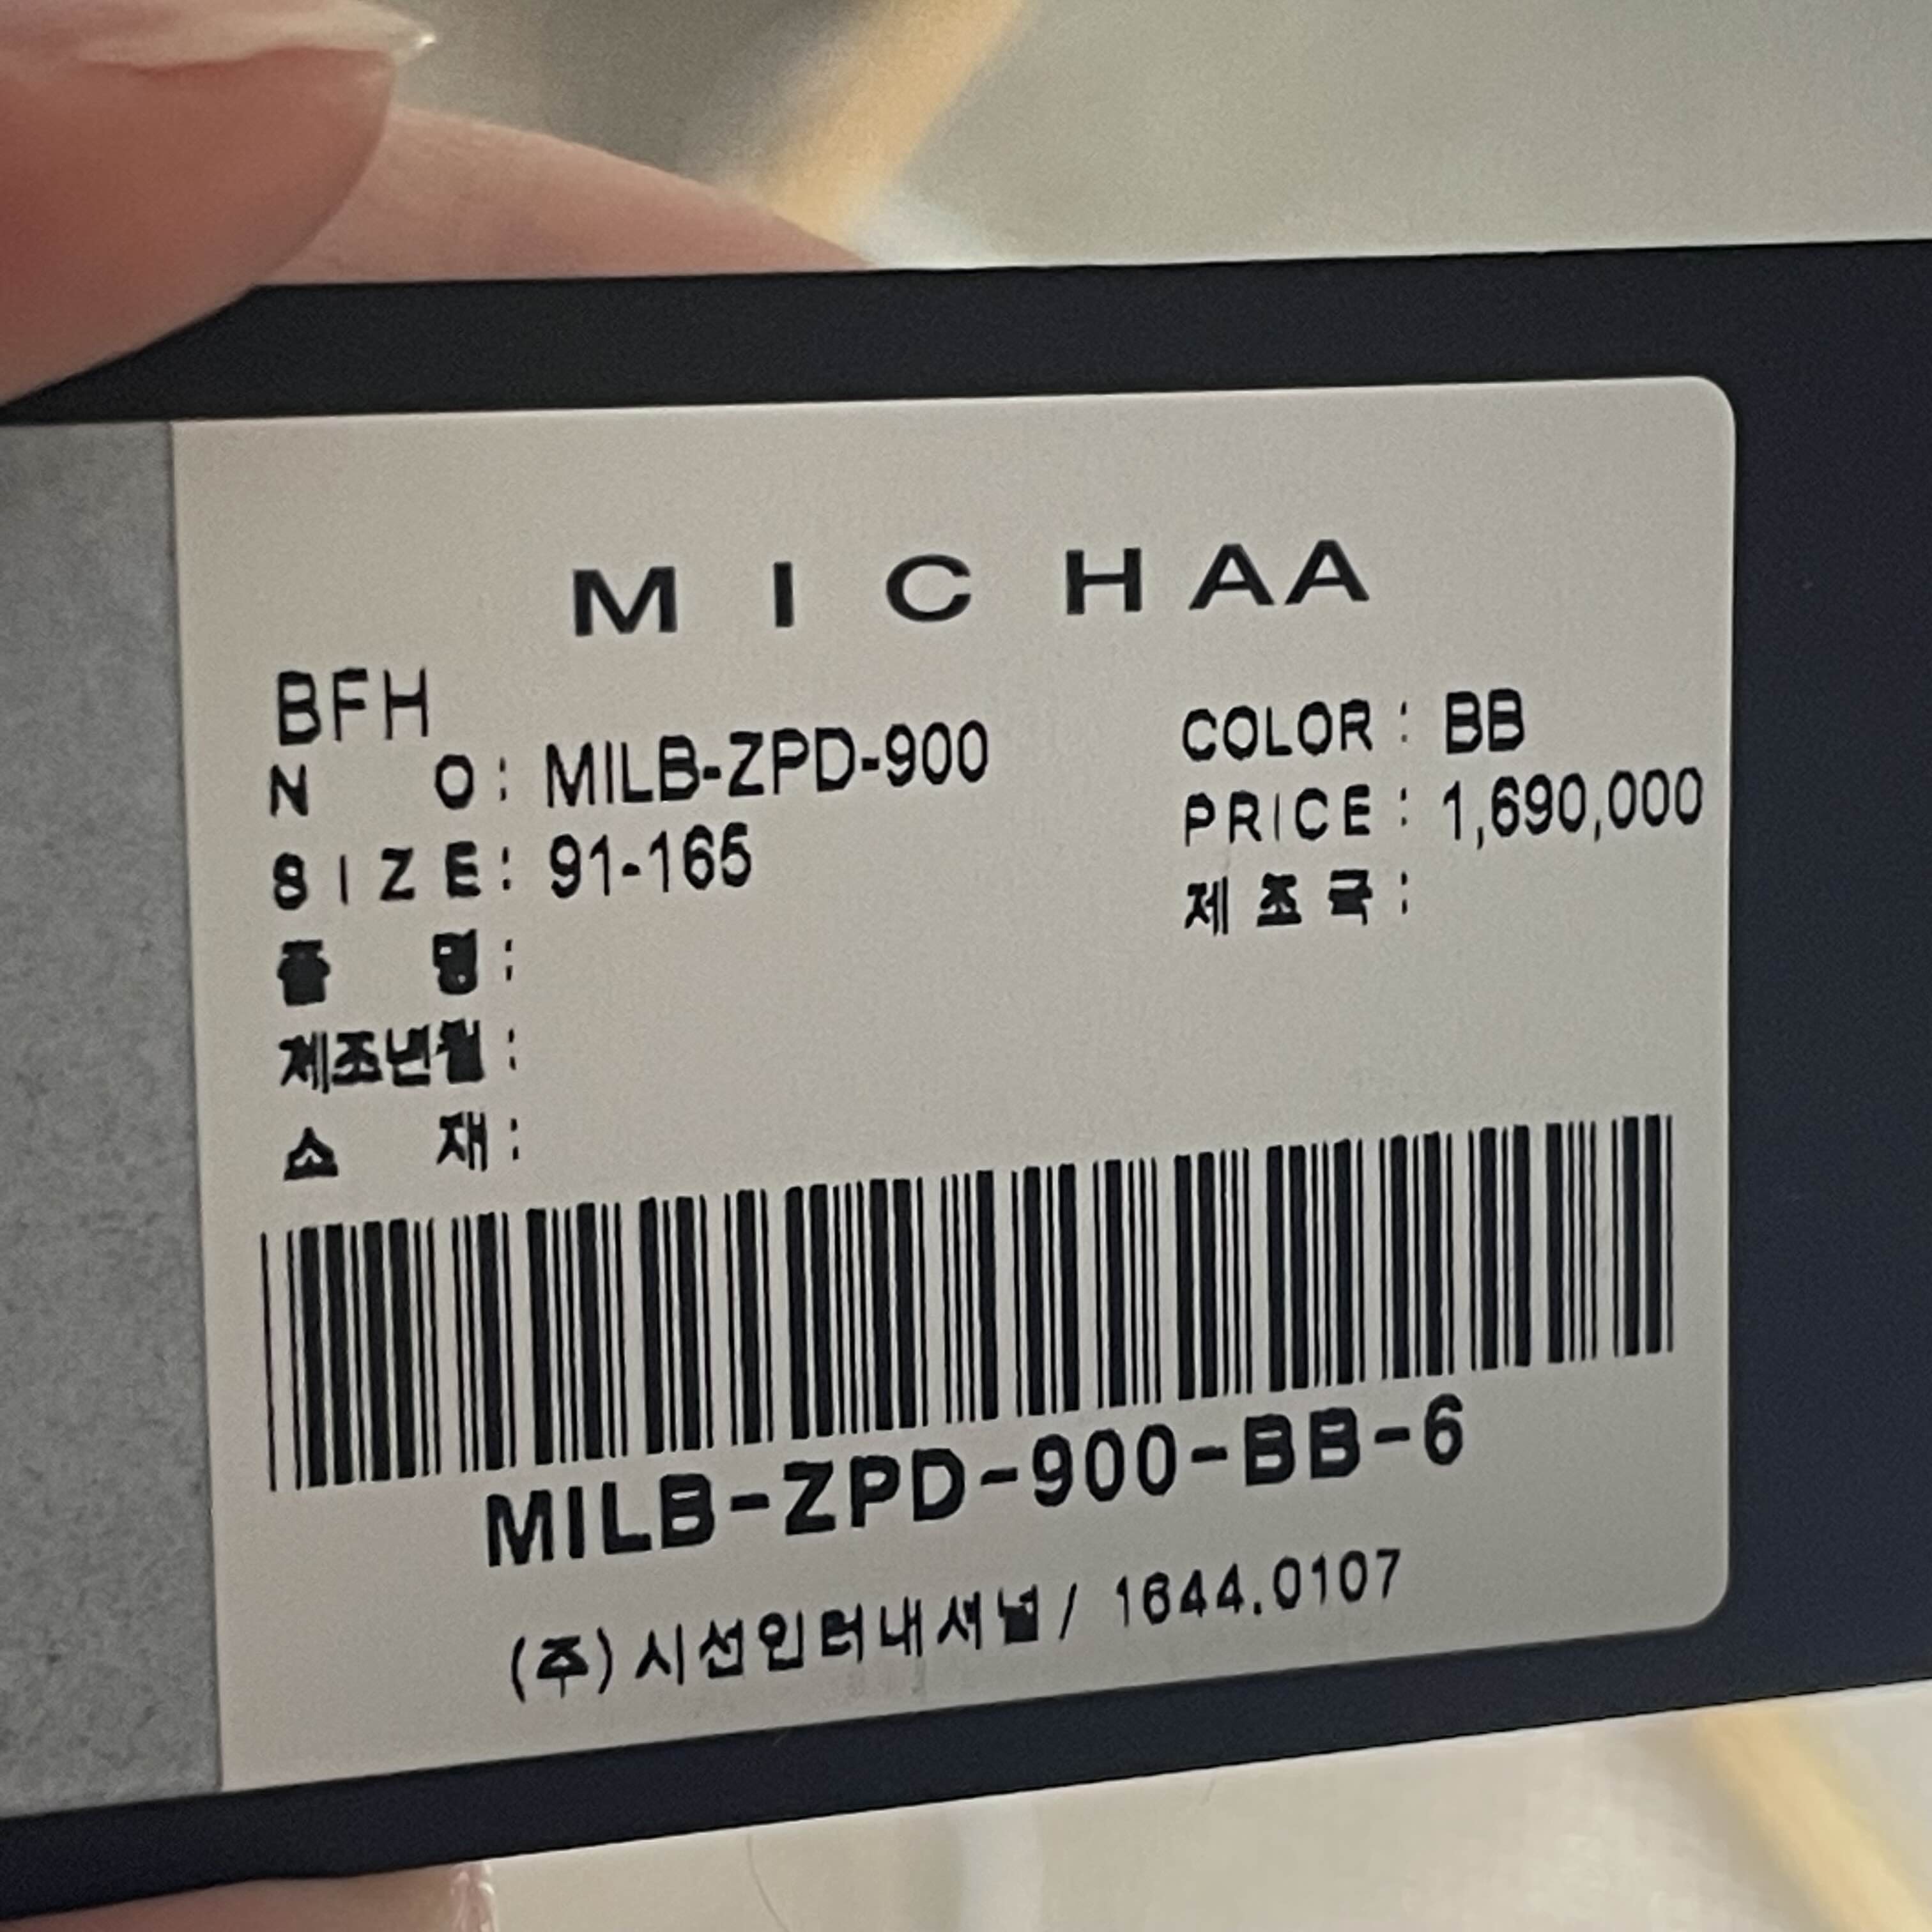 MICHAA
BFH
NO: MILB-ZPD-900
COLOR: BB
SIZE: 91-165
PRICE: 1,690,000
품명:
제조국:
제조년월:
소재:
MILB-ZPD-900-BB-6
(주)시선인터내셔널/ 1644.0107